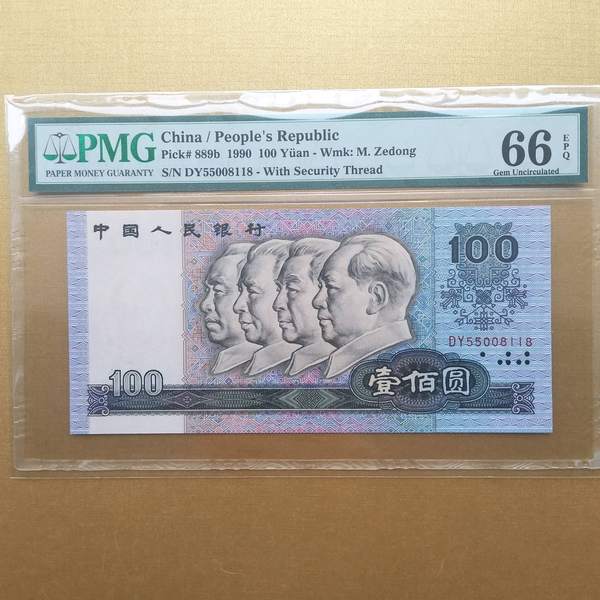 PMG
PAPER MONEY GUARANTY
China / People's Republic
Pick# 889b 1990 100 Yüan - Wmk: M. Zedong
S/N DY55008118 - With Security Thread
66 EPQ
Gem Uncirculated
中国人民银行
100
DY55008118
100
壹佰圆